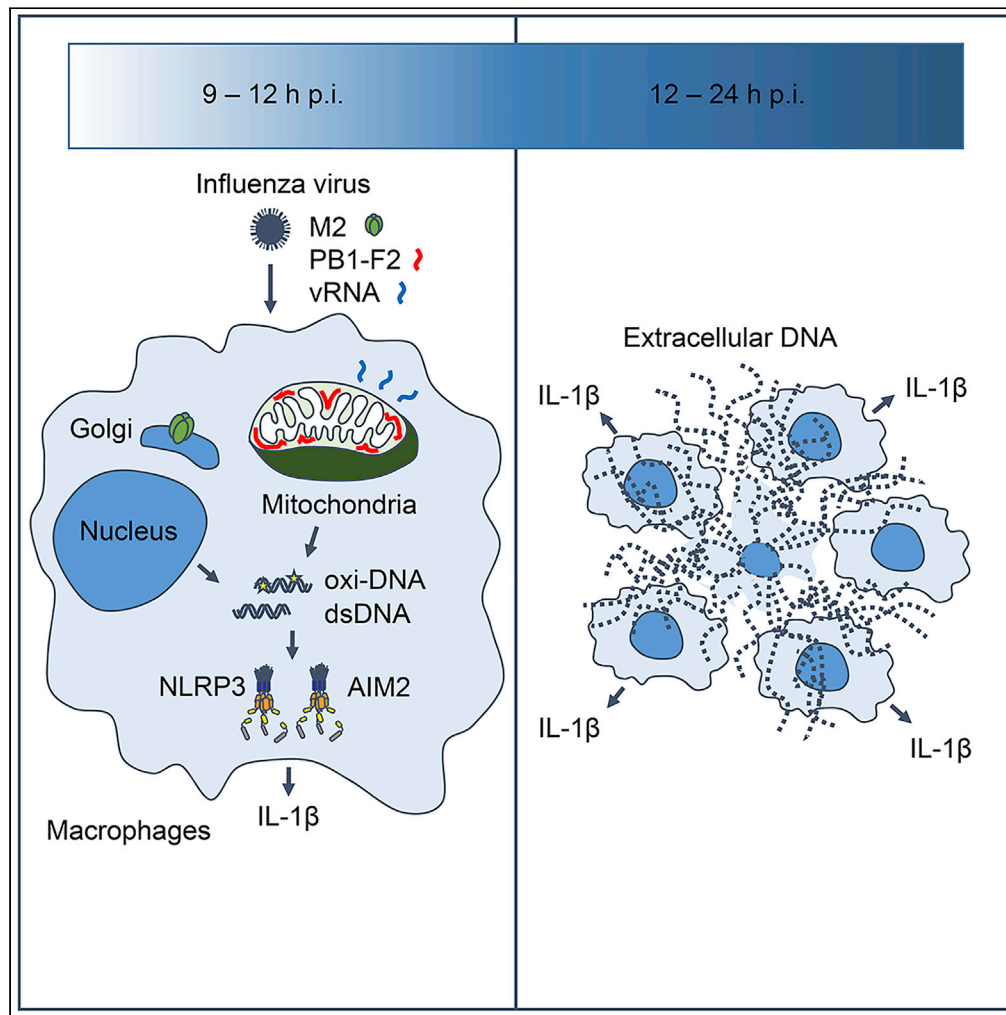 9 – 12 h p.i.
12 – 24 h p.i.
Influenza virus
M2
PB1-F2
vRNA
Golgi
Mitochondria
Nucleus
oxi-DNA
dsDNA
NLRP3
AIM2
IL-1β
Macrophages
Extracellular DNA
IL-1β
IL-1β
IL-1β
IL-1β